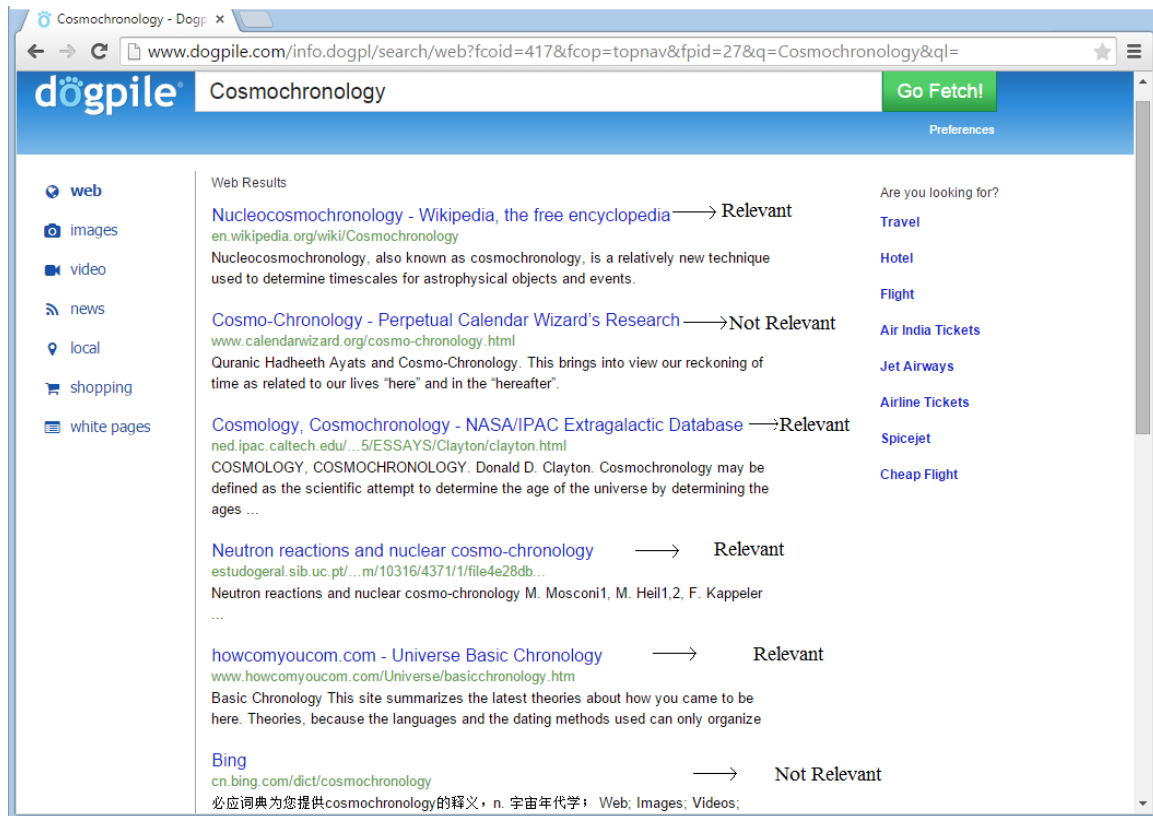 Cosmochronology - Dogp
www.dogpile.com/info.dogpl/search/web?fcoid=417&fcop=topnav&fpid=27&q=Cosmochronology&ql=
dogpile Cosmochronology Go Fetch!
Preferences
web
images
video
news
local
shopping
white pages
Web Results
Nucleocosmochronology - Wikipedia, the free encyclopedia → Relevant
en.wikipedia.org/wiki/Cosmochronology
Nucleocosmochronology, also known as cosmochronology, is a relatively new technique
used to determine timescales for astrophysical objects and events.
Cosmo-Chronology - Perpetual Calendar Wizard's Research → Not Relevant
www.calendarwizard.org/cosmo-chronology.html
Quranic Hadheeth Ayats and Cosmo-Chronology. This brings into view our reckoning of
time as related to our lives “here” and in the “hereafter”.
Cosmology, Cosmochronology - NASA/IPAC Extragalactic Database → Relevant
ned.ipac.caltech.edu/…5/ESSAYS/Clayton/clayton.html
COSMOLOGY, COSMOCHRONOLOGY. Donald D. Clayton. Cosmochronology may be
defined as the scientific attempt to determine the age of the universe by determining the
ages ...
Neutron reactions and nuclear cosmo-chronology → Relevant
estudogeral.sib.uc.pt/…m/10316/4371/1/file4e28db...
Neutron reactions and nuclear cosmo-chronology M. Mosconi1, M. Heil1,2, F. Kappeler
...
howcomyoucom.com - Universe Basic Chronology → Relevant
www.howcomyoucom.com/Universe/basicchronology.htm
Basic Chronology This site summarizes the latest theories about how you came to be
here. Theories, because the languages and the dating methods used can only organize
Bing → Not Relevant
cn.bing.com/dict/cosmochronology
必应词典为您提供cosmochronology的释义，n. 宇宙年代学； Web; Images; Videos;
Are you looking for?
Travel
Hotel
Flight
Air India Tickets
Jet Airways
Airline Tickets
Spicejet
Cheap Flight